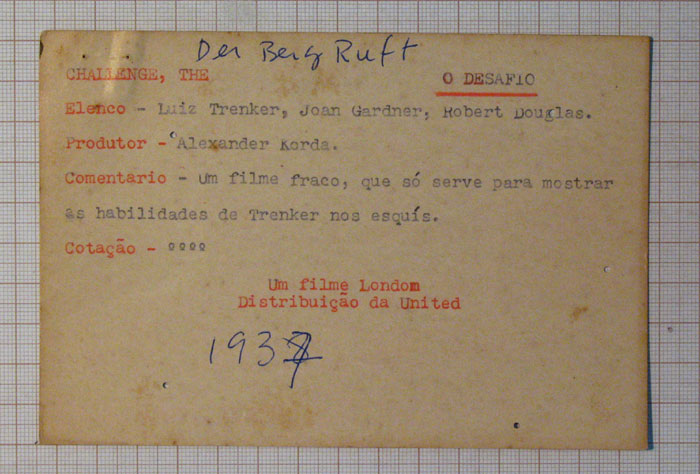 Der Berg Ruft
CHALLENGE, THE O DESAFIO
Elenco - Luiz Trenker, Joan Gardner, Robert Douglas.
Produtor - Alexander Korda.
Comentario - Um filme fraco, que só serve para mostrar
as habilidades de Trenker nos esquís.
Cotação - oooo
Um filme Londom
Distribuição da United
1937